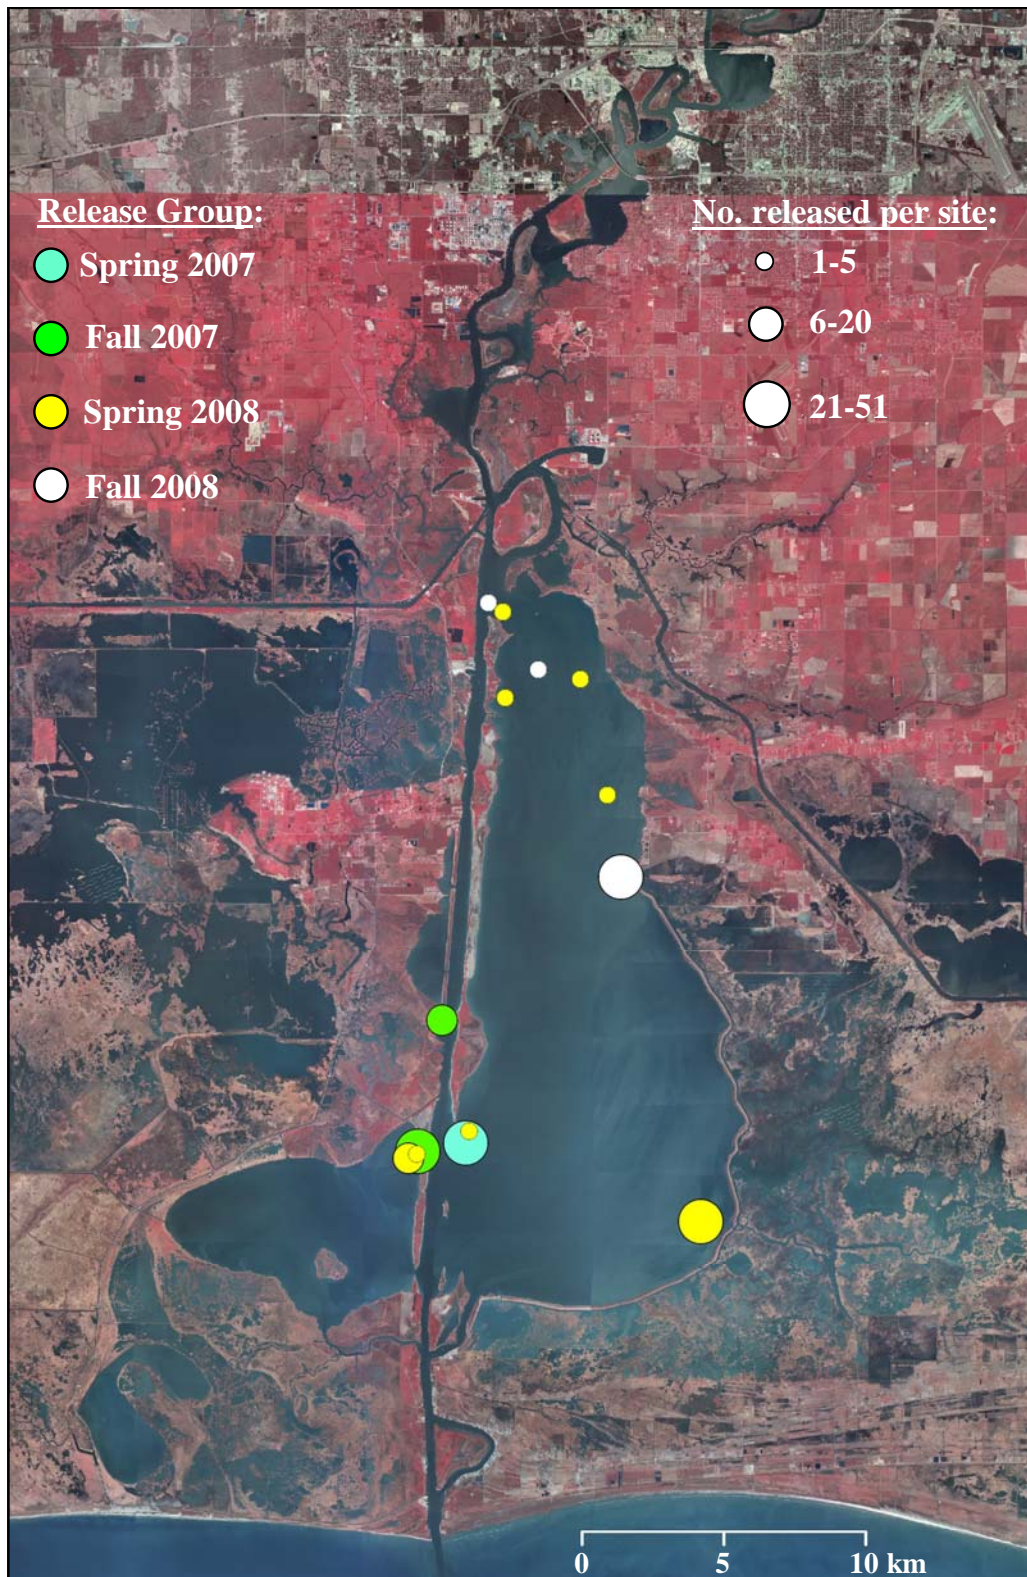 Release Group:
Spring 2007
Fall 2007
Spring 2008
Fall 2008
No. released per site:
1-5
6-20
21-51
0 5 10 km